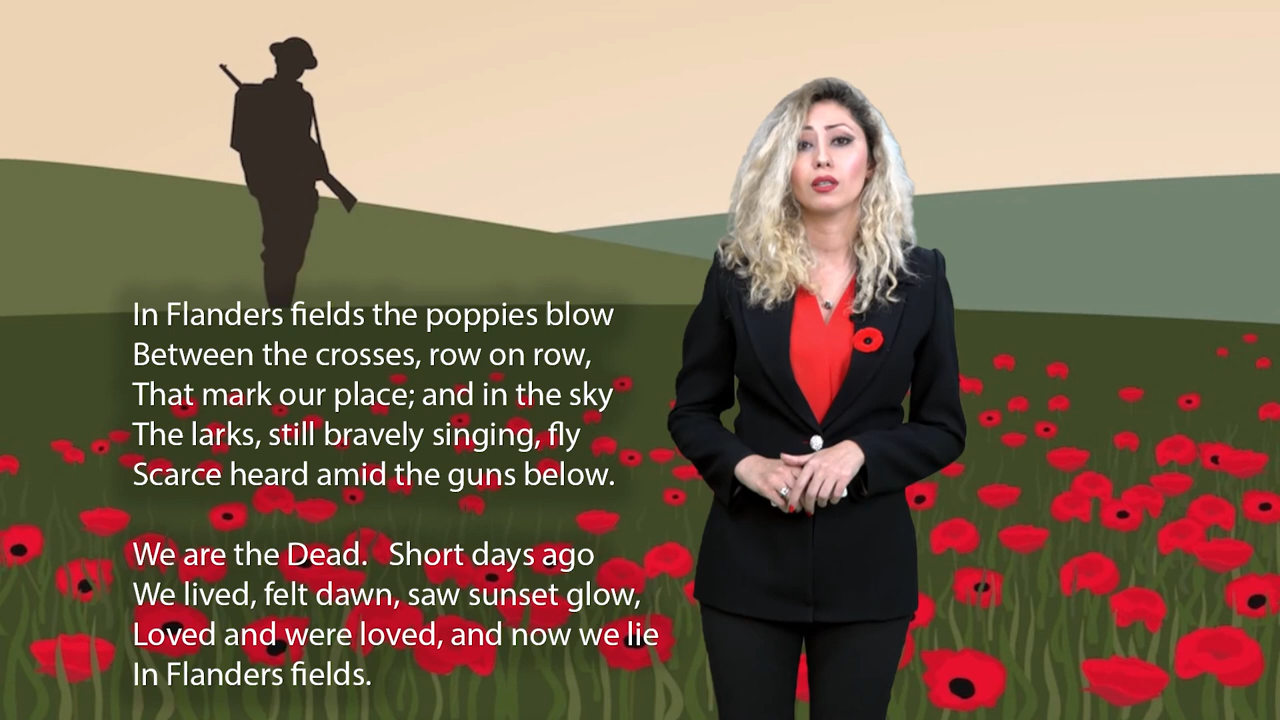 In Flanders fields the poppies blow
Between the crosses, row on row,
That mark our place; and in the sky
The larks, still bravely singing, fly
Scarce heard amid the guns below.

We are the Dead.   Short days ago
We lived, felt dawn, saw sunset glow,
Loved and were loved, and now we lie
In Flanders fields.